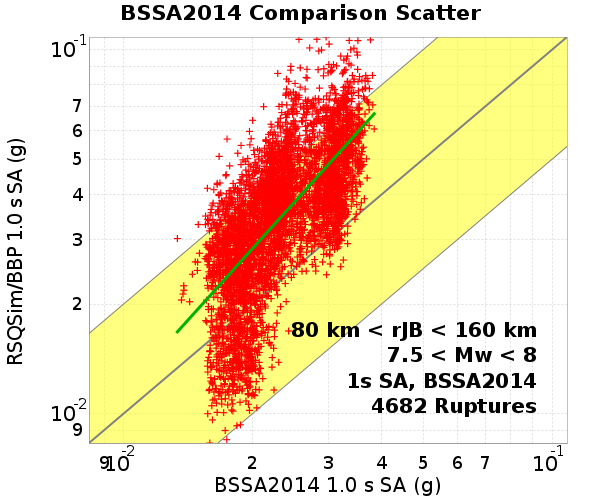 BSSA2014 Comparison Scatter
RSQSim/BBP 1.0 s SA (g)
10-1
7
6
5
4
3
2
10-2
9
80 km < rJB < 160 km
7.5 < Mw < 8
1s SA, BSSA2014
4682 Ruptures
9 10-2 2 3 4 5 6 7 10-1
BSSA2014 1.0 s SA (g)